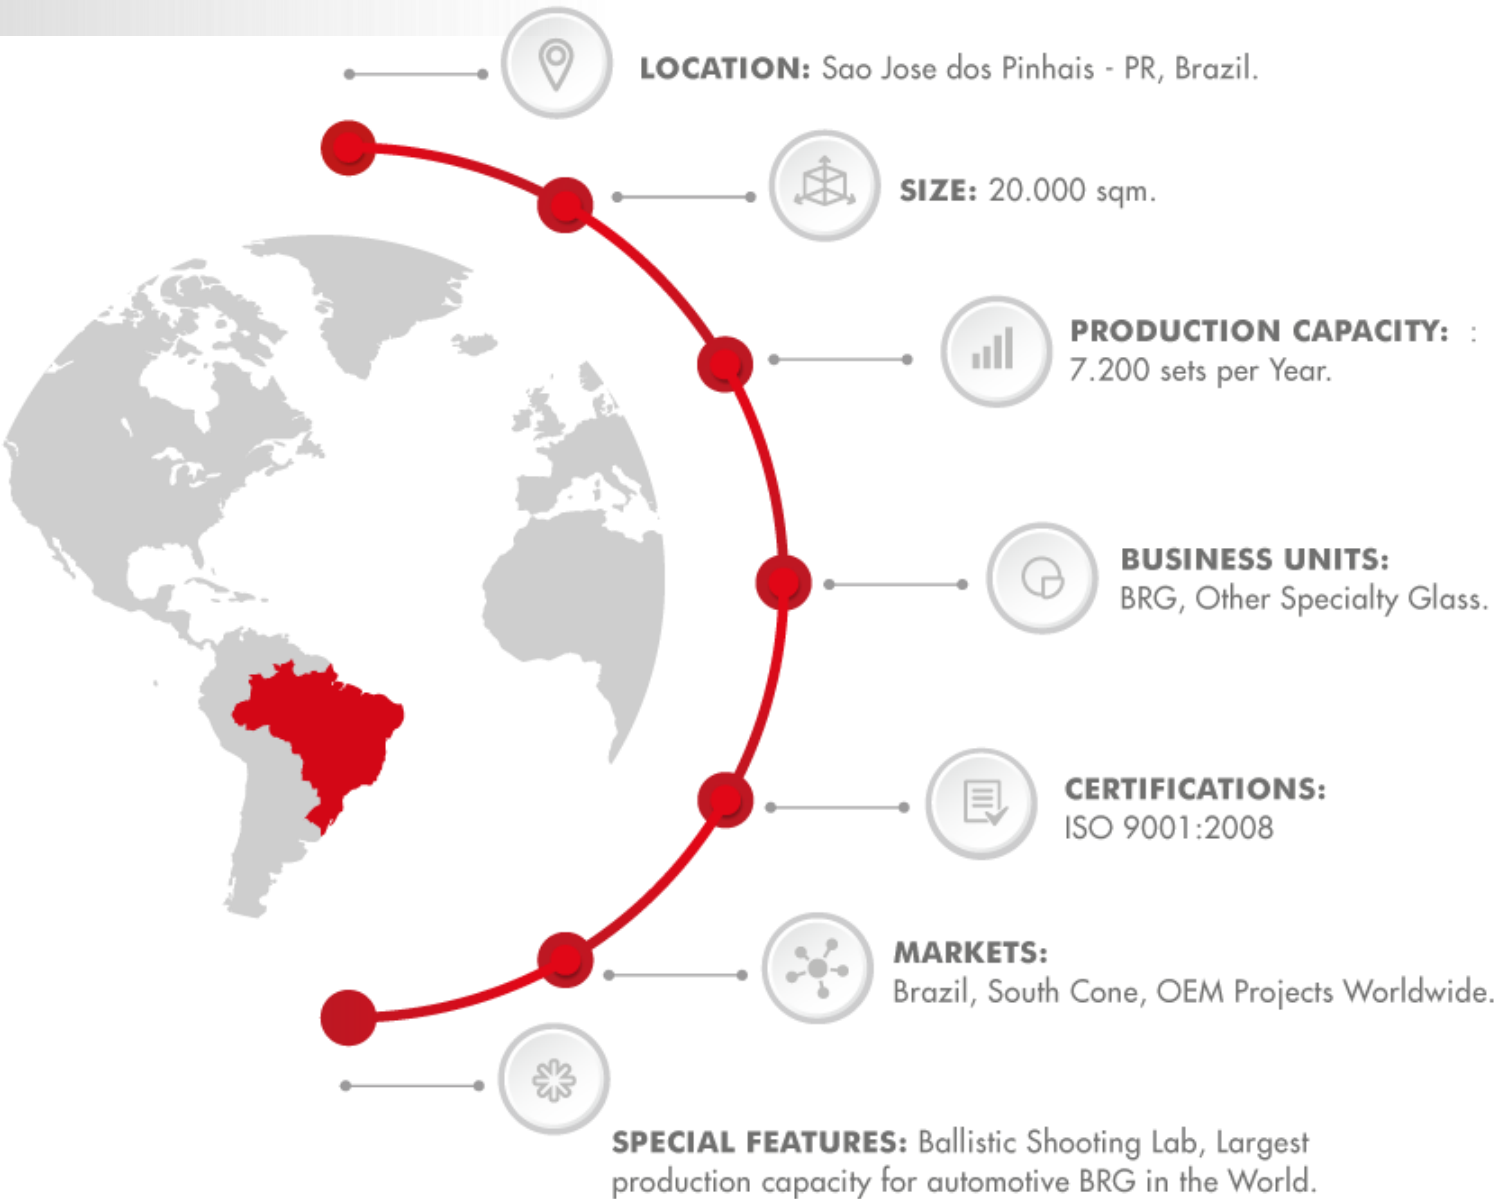 LOCATION: Sao Jose dos Pinhais - PR, Brazil.
SIZE: 20.000 sqm.
PRODUCTION CAPACITY: :
7.200 sets per Year.
BUSINESS UNITS:
BRG, Other Specialty Glass.
CERTIFICATIONS:
ISO 9001:2008
MARKETS:
Brazil, South Cone, OEM Projects Worldwide.
SPECIAL FEATURES: Ballistic Shooting Lab, Largest
production capacity for automotive BRG in the World.